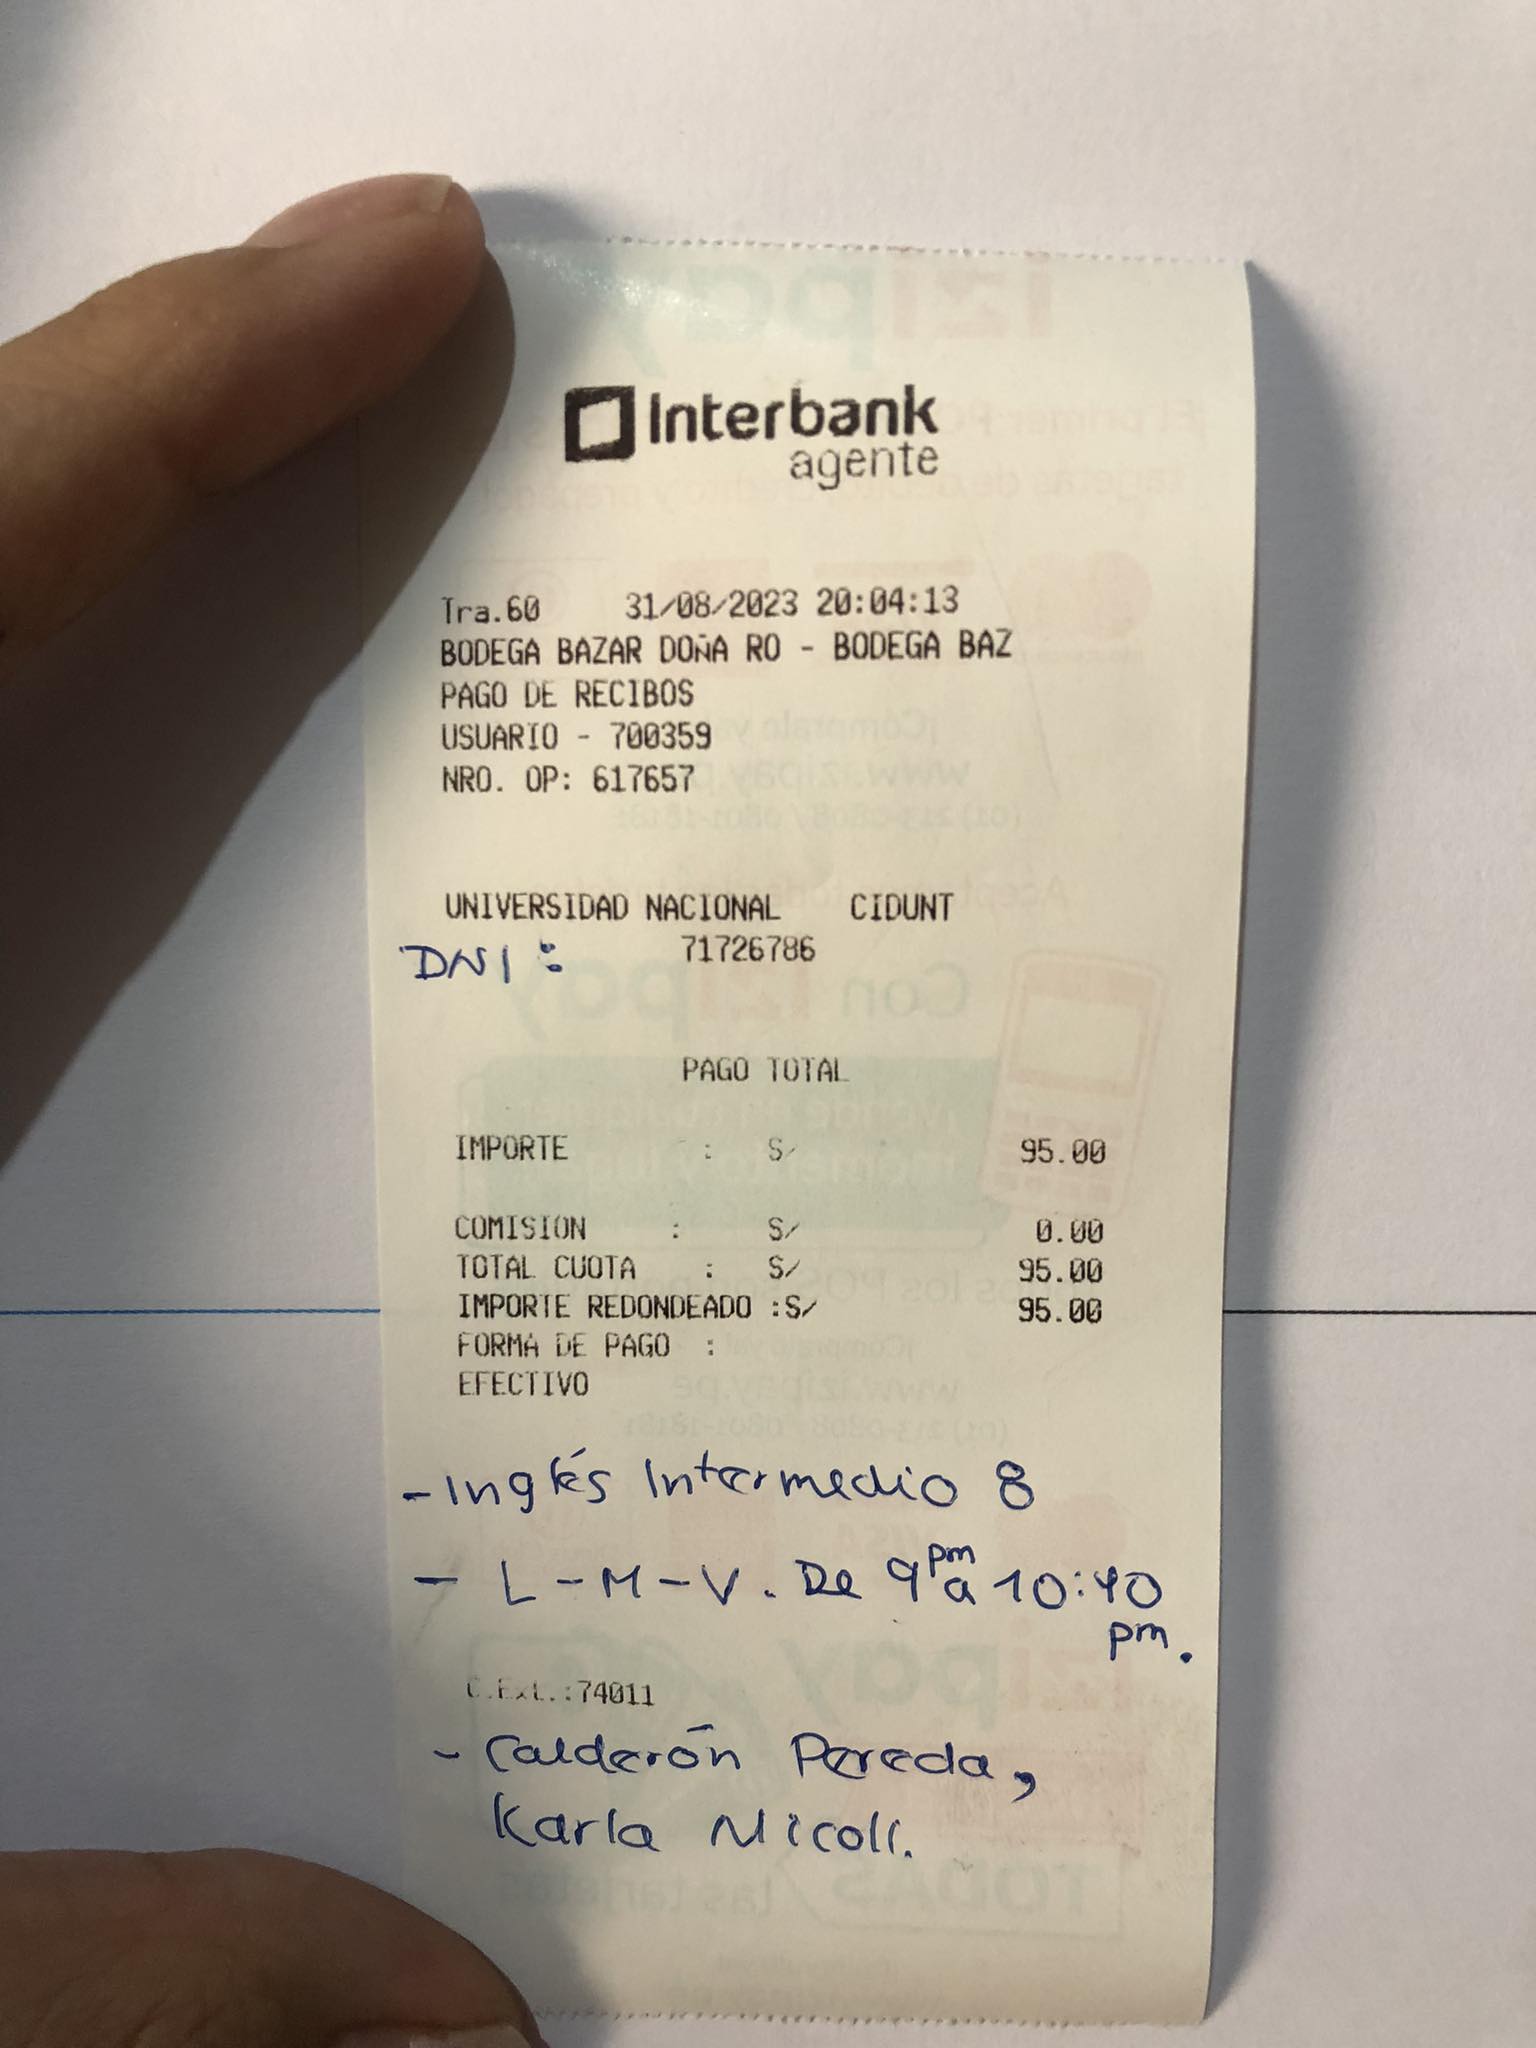 Interbank
agente
Tra.60 31/08/2023 20:04:13
BODEGA BAZAR DOÑA RO - BODEGA BAZ
PAGO DE RECIBOS
USUARIO - 700359
NRO. OP: 617657
UNIVERSIDAD NACIONAL CIDUNT
DNI: 71726786
PAGO TOTAL
IMPORTE : S/ 95.00
COMISION : S/ 0.00
TOTAL CUOTA : S/ 95.00
IMPORTE REDONDEADO :S/ 95.00
FORMA DE PAGO :
EFECTIVO
- Inglés Intermedio 8
- L-M-V. De 9 pm a 10:40 pm.
C.Ext.:74011
- Calderón Pereda,
Karla Nicoll.